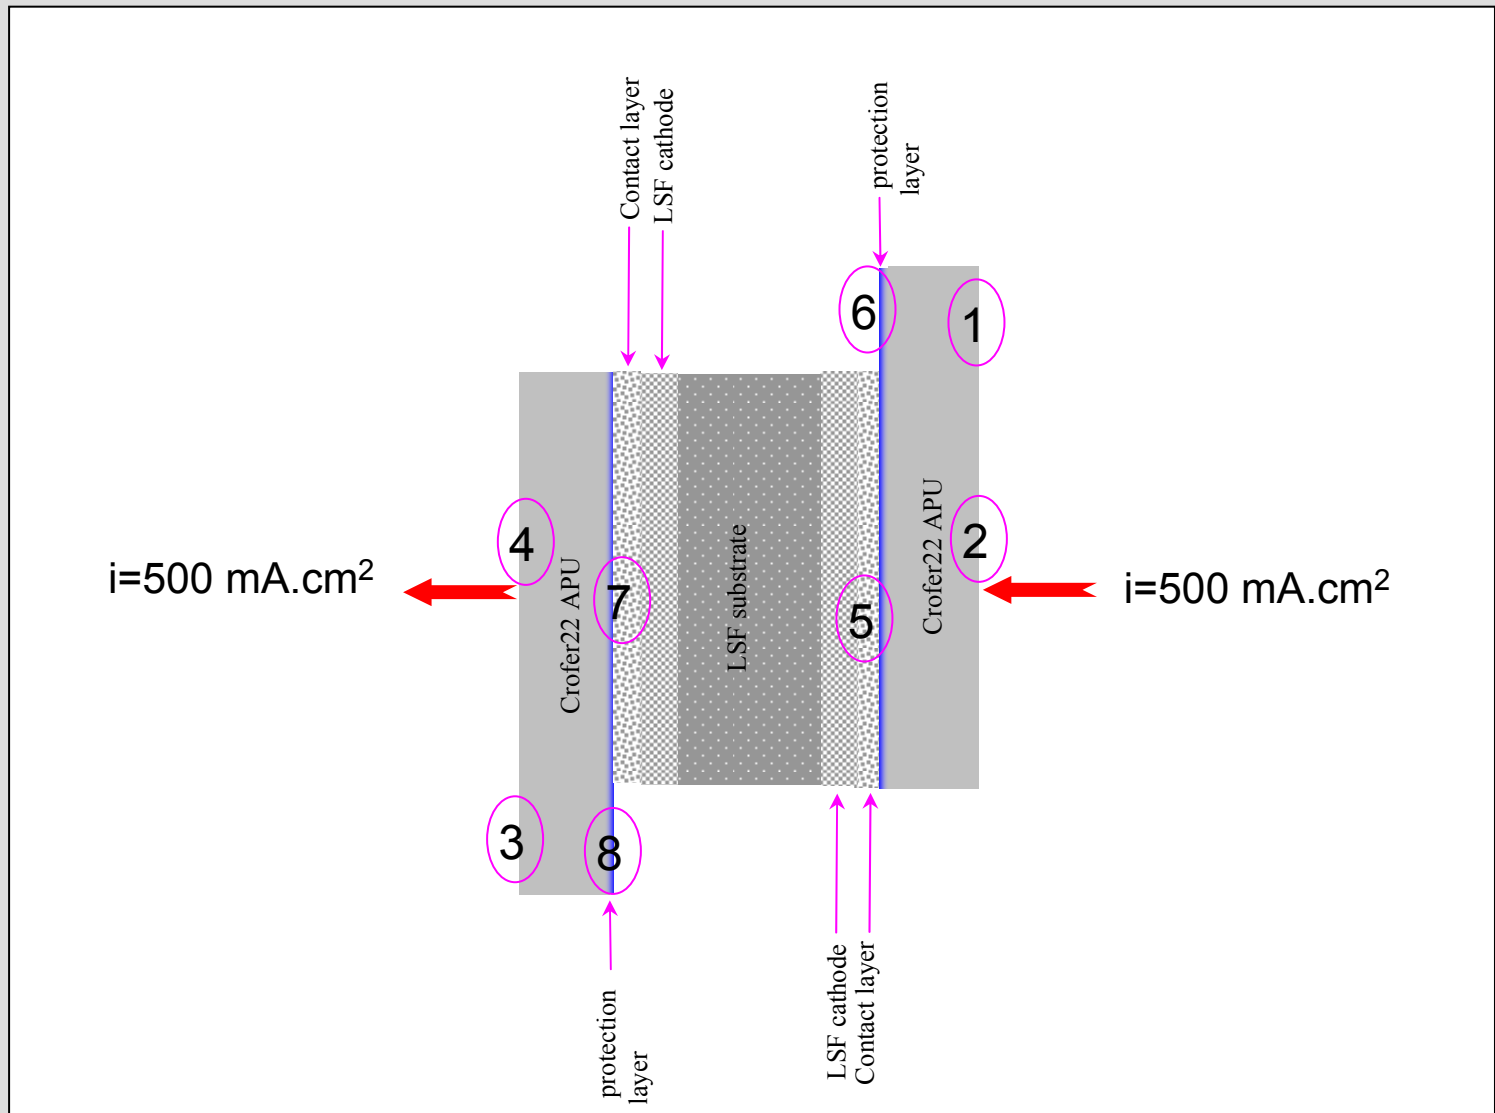 Contact layer
LSF cathode
protection
layer
6
1
4
Crofer22 APU
7
LSF substrate
5
Crofer22 APU
2
i=500 mA.cm²
i=500 mA.cm²
3
8
protection
layer
LSF cathode
Contact layer